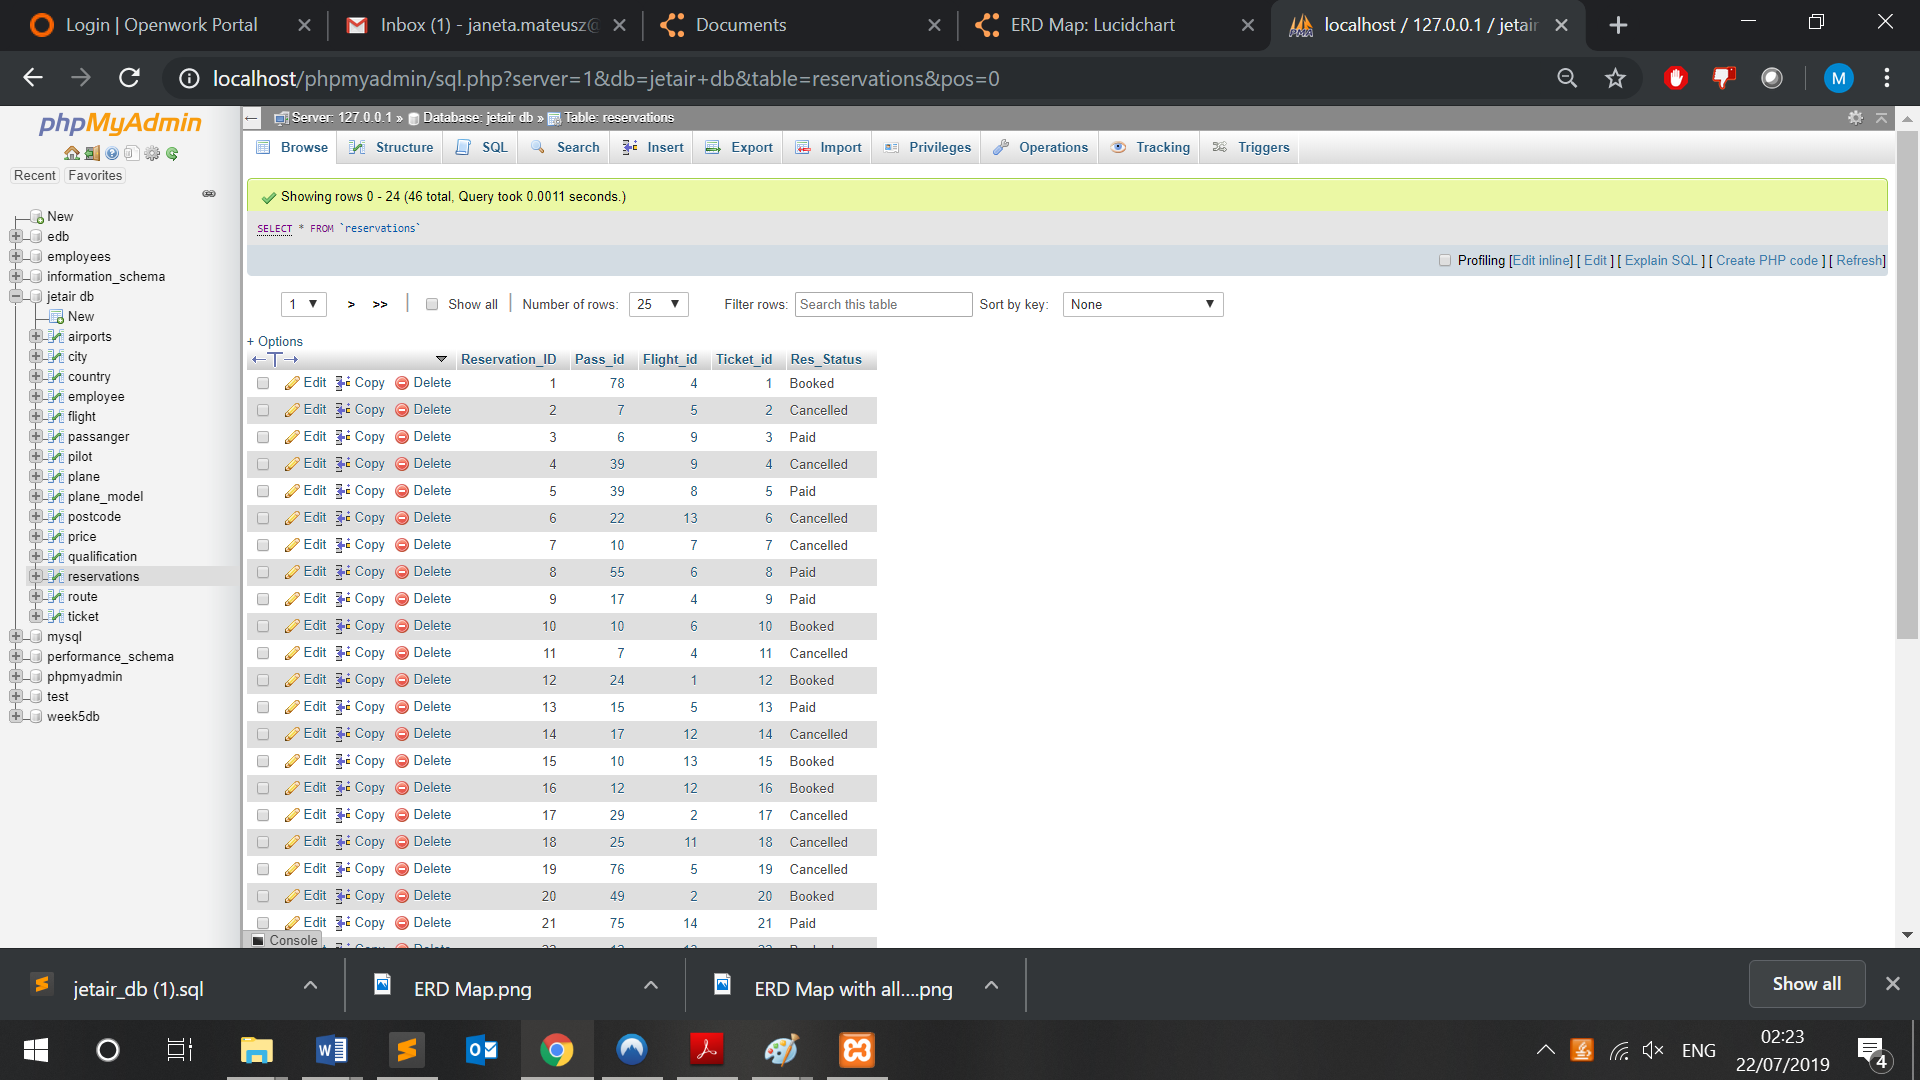 Login | Openwork Portal
Inbox (1) - janeta.mateusz@
Documents
ERD Map: Lucidchart
localhost / 127.0.0.1 / jetair
localhost/phpmyadmin/sql.php?server=1&db=jetair+db&table=reservations&pos=0
M
phpMyAdmin
Recent Favorites
New
edb
employees
information_schema
jetair db
New
airports
city
country
employee
flight
passanger
pilot
plane
plane_model
postcode
price
qualification
reservations
route
ticket
mysql
performance_schema
phpmyadmin
test
week5db
Server: 127.0.0.1 » Database: jetair db » Table: reservations
Browse Structure SQL Search Insert Export Import Privileges Operations Tracking Triggers
Showing rows 0 - 24 (46 total, Query took 0.0011 seconds.)
SELECT * FROM `reservations`
Profiling [Edit inline] [ Edit ] [ Explain SQL ] [ Create PHP code ] [ Refresh]
1 > >> | Show all | Number of rows: 25 Filter rows: Search this table Sort by key: None
+ Options
←T→ Reservation_ID Pass_id Flight_id Ticket_id Res_Status
Edit Copy Delete 1 78 4 1 Booked
Edit Copy Delete 2 7 5 2 Cancelled
Edit Copy Delete 3 6 9 3 Paid
Edit Copy Delete 4 39 9 4 Cancelled
Edit Copy Delete 5 39 8 5 Paid
Edit Copy Delete 6 22 13 6 Cancelled
Edit Copy Delete 7 10 7 7 Cancelled
Edit Copy Delete 8 55 6 8 Paid
Edit Copy Delete 9 17 4 9 Paid
Edit Copy Delete 10 10 6 10 Booked
Edit Copy Delete 11 7 4 11 Cancelled
Edit Copy Delete 12 24 1 12 Booked
Edit Copy Delete 13 15 5 13 Paid
Edit Copy Delete 14 17 12 14 Cancelled
Edit Copy Delete 15 10 13 15 Booked
Edit Copy Delete 16 12 12 16 Booked
Edit Copy Delete 17 29 2 17 Cancelled
Edit Copy Delete 18 25 11 18 Cancelled
Edit Copy Delete 19 76 5 19 Cancelled
Edit Copy Delete 20 49 2 20 Booked
Edit Copy Delete 21 75 14 21 Paid
Console
jetair_db (1).sql
ERD Map.png
ERD Map with all....png
Show all
ENG
02:23
22/07/2019
4